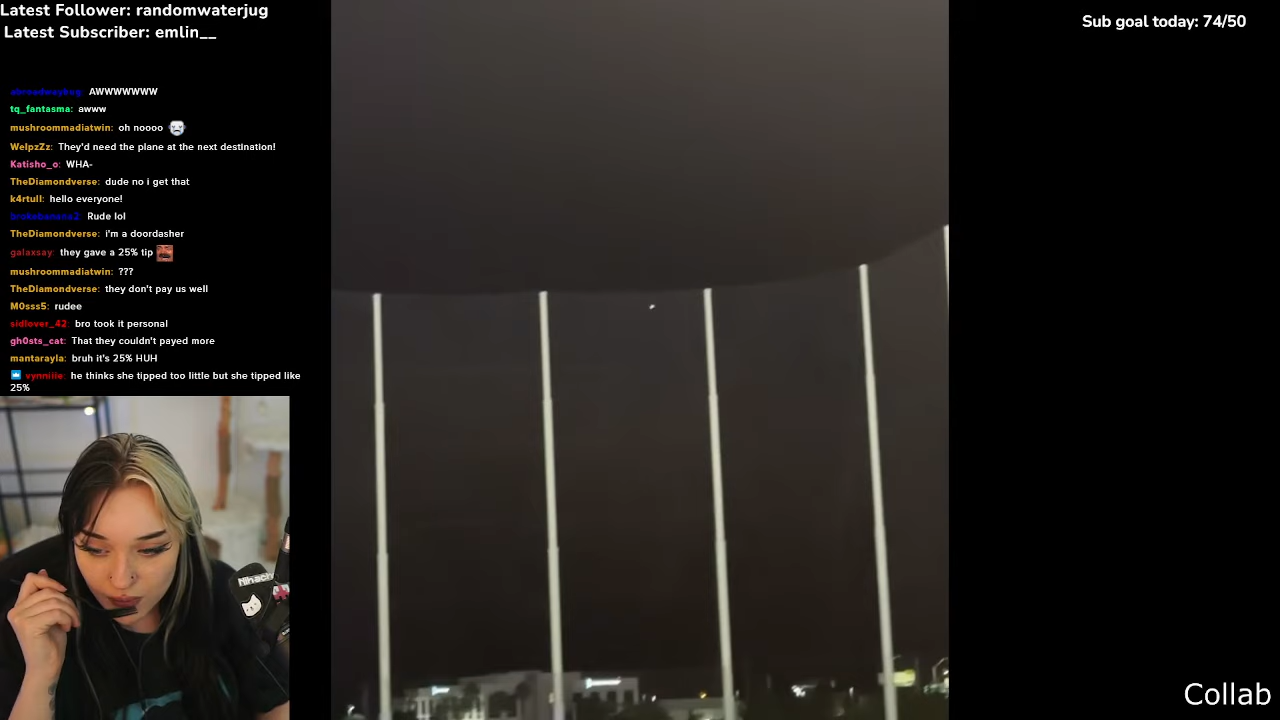 Latest Follower: randomwaterjug
Latest Subscriber: emlin__
Sub goal today: 74/50
abroadwaybug: AWWWWWWW
tq_fantasma: awww
mushroommadiatwin: oh noooo
WelpzZz: They'd need the plane at the next destination!
Katisho_o: WHA-
TheDiamondverse: dude no i get that
k4rtull: hello everyone!
brokebanana2: Rude lol
TheDiamondverse: i'm a doordasher
galaxsay: they gave a 25% tip
mushroommadiatwin: ???
TheDiamondverse: they don't pay us well
M0sss5: rudee
sidlover_42: bro took it personal
gh0sts_cat: That they couldn't payed more
mantarayla: bruh it's 25% HUH
vynniiie: he thinks she tipped too little but she tipped like
25%
Collab